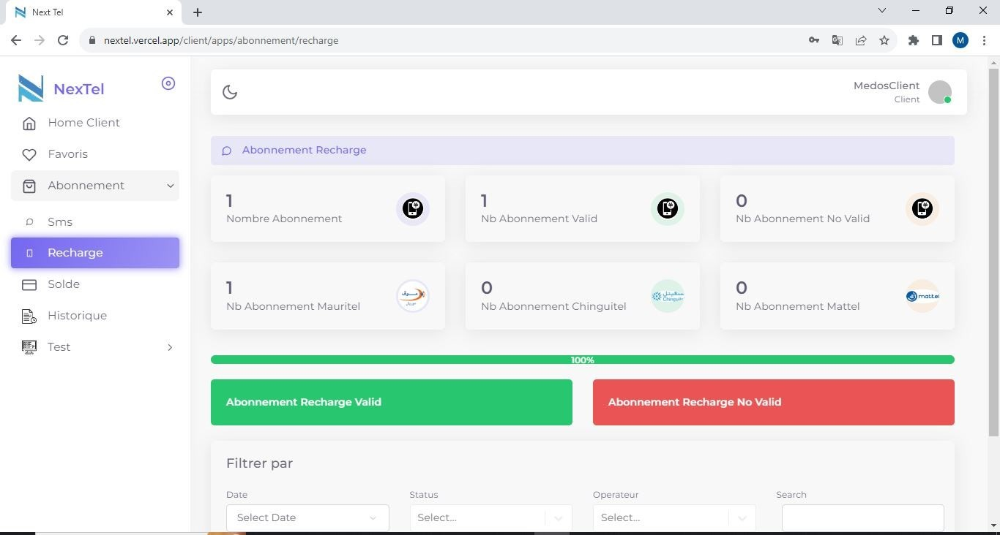 Next Tel
nextel.vercel.app/client/apps/abonnement/recharge
M
NexTel
MedosClient
Client
Home Client
Favoris
Abonnement
Sms
Recharge
Solde
Historique
Test
Abonnement Recharge
1
Nombre Abonnement
1
Nb Abonnement Valid
0
Nb Abonnement No Valid
1
Nb Abonnement Mauritel
0
Nb Abonnement Chinguitel
0
Nb Abonnement Mattel
mattel
100%
Abonnement Recharge Valid
Abonnement Recharge No Valid
Filtrer par
Date
Status
Operateur
Search
Select Date
Select...
Select...